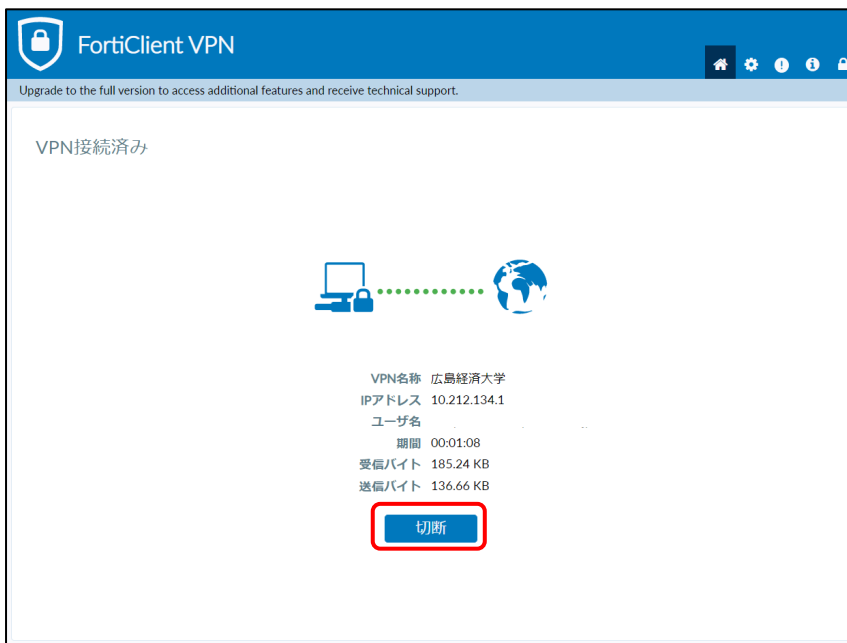 FortiClient VPN
Upgrade to the full version to access additional features and receive technical support.
VPN接続済み
VPN名称 広島経済大学
IPアドレス 10.212.134.1
ユーザ名
期間 00:01:08
受信バイト 185.24 KB
送信バイト 136.66 KB
切断